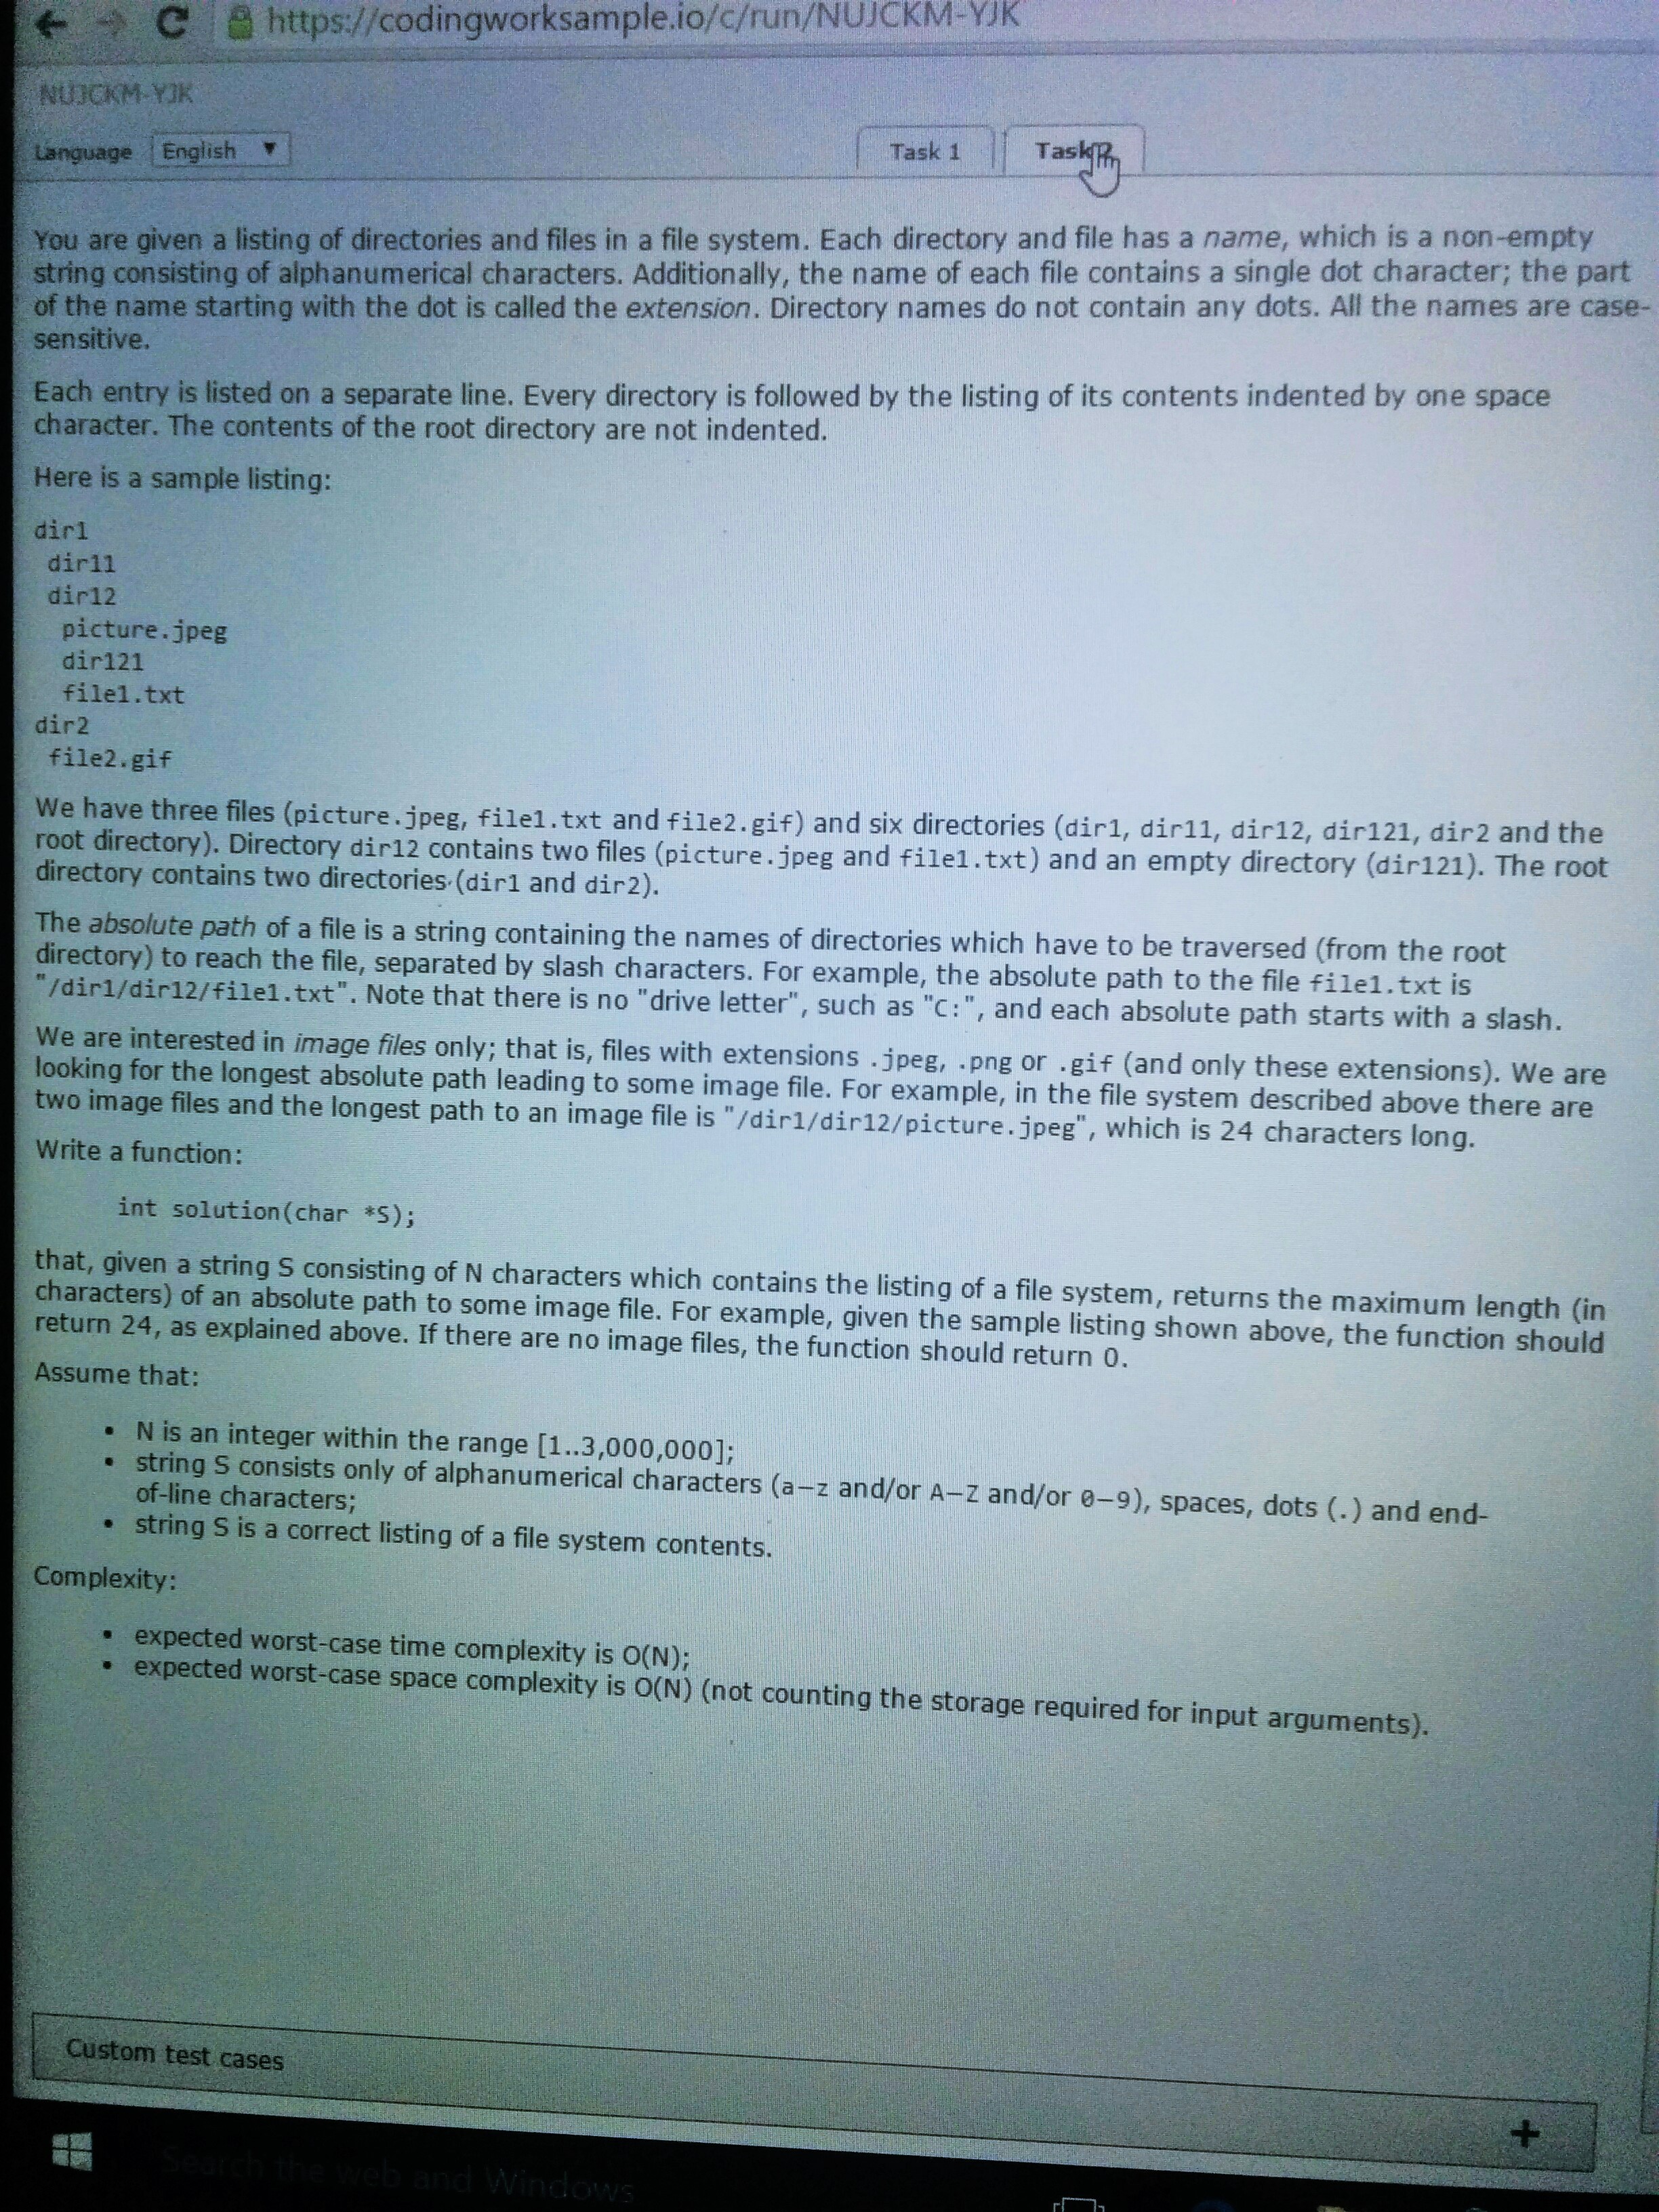 https://codingworksample.io/c/run/NUJCKM-YJK
NUJCKM-YJK
Language English Task 1 Task
You are given a listing of directories and files in a file system. Each directory and file has a name, which is a non-empty
string consisting of alphanumerical characters. Additionally, the name of each file contains a single dot character; the part
of the name starting with the dot is called the extension. Directory names do not contain any dots. All the names are case-
sensitive.
Each entry is listed on a separate line. Every directory is followed by the listing of its contents indented by one space
character. The contents of the root directory are not indented.
Here is a sample listing:
dir1
 dir11
 dir12
  picture.jpeg
  dir121
  file1.txt
dir2
 file2.gif
We have three files (picture.jpeg, file1.txt and file2.gif) and six directories (dir1, dir11, dir12, dir121, dir2 and the
root directory). Directory dir12 contains two files (picture.jpeg and file1.txt) and an empty directory (dir121). The root
directory contains two directories (dir1 and dir2).
The absolute path of a file is a string containing the names of directories which have to be traversed (from the root
directory) to reach the file, separated by slash characters. For example, the absolute path to the file file1.txt is
"/dir1/dir12/file1.txt". Note that there is no "drive letter", such as "C:", and each absolute path starts with a slash.
We are interested in image files only; that is, files with extensions .jpeg, .png or .gif (and only these extensions). We are
looking for the longest absolute path leading to some image file. For example, in the file system described above there are
two image files and the longest path to an image file is "/dir1/dir12/picture.jpeg", which is 24 characters long.
Write a function:
int solution(char *S);
that, given a string S consisting of N characters which contains the listing of a file system, returns the maximum length (in
characters) of an absolute path to some image file. For example, given the sample listing shown above, the function should
return 24, as explained above. If there are no image files, the function should return 0.
Assume that:
• N is an integer within the range [1..3,000,000];
• string S consists only of alphanumerical characters (a-z and/or A-Z and/or 0-9), spaces, dots (.) and end-
of-line characters;
• string S is a correct listing of a file system contents.
Complexity:
• expected worst-case time complexity is O(N);
• expected worst-case space complexity is O(N) (not counting the storage required for input arguments).
Custom test cases
+
Search the web and Windows